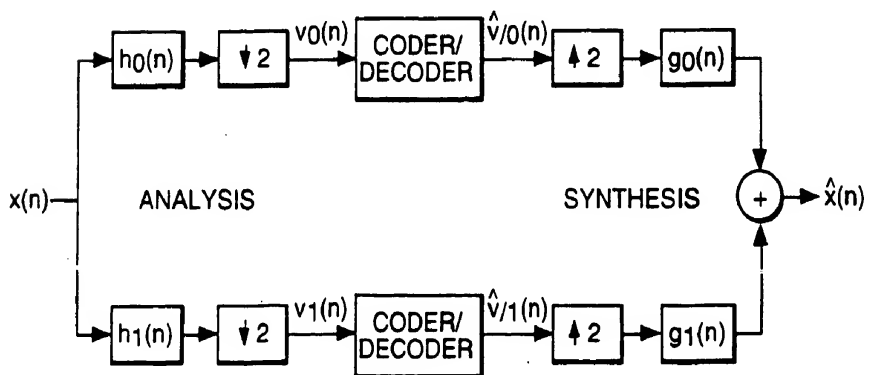 h0(n)
↓2
v0(n)
CODER/
DECODER
v̂/0(n)
↑2
g0(n)
x(n)
ANALYSIS
SYNTHESIS
+
x̂(n)
h1(n)
↓2
v1(n)
CODER/
DECODER
v̂/1(n)
↑2
g1(n)